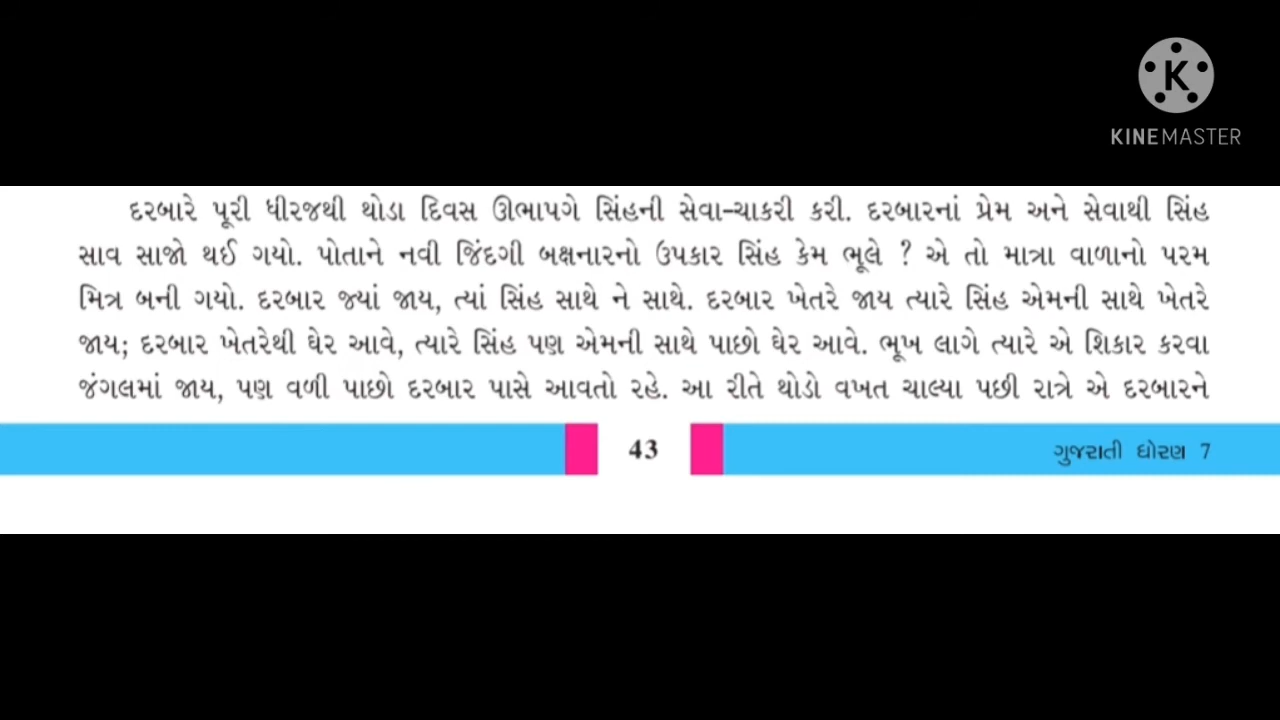 KINEMASTER
દરબારે પૂરી ધીરજથી થોડા દિવસ ઊભાપગે સિંહની સેવા-ચાકરી કરી. દરબારનાં પ્રેમ અને સેવાથી સિંહ
સાવ સાજો થઈ ગયો. પોતાને નવી જિંદગી બક્ષનારનો ઉપકાર સિંહ કેમ ભૂલે ? એ તો માત્રા વાળાનો પરમ
મિત્ર બની ગયો. દરબાર જ્યાં જાય, ત્યાં સિંહ સાથે ને સાથે. દરબાર ખેતરે જાય ત્યારે સિંહ એમની સાથે ખેતરે
જાય; દરબાર ખેતરેથી ઘેર આવે, ત્યારે સિંહ પણ એમની સાથે પાછો ઘેર આવે. ભૂખ લાગે ત્યારે એ શિકાર કરવા
જંગલમાં જાય, પણ વળી પાછો દરબાર પાસે આવતો રહે. આ રીતે થોડો વખત ચાલ્યા પછી રાત્રે એ દરબારને
43
ગુજરાતી ધોરણ 7